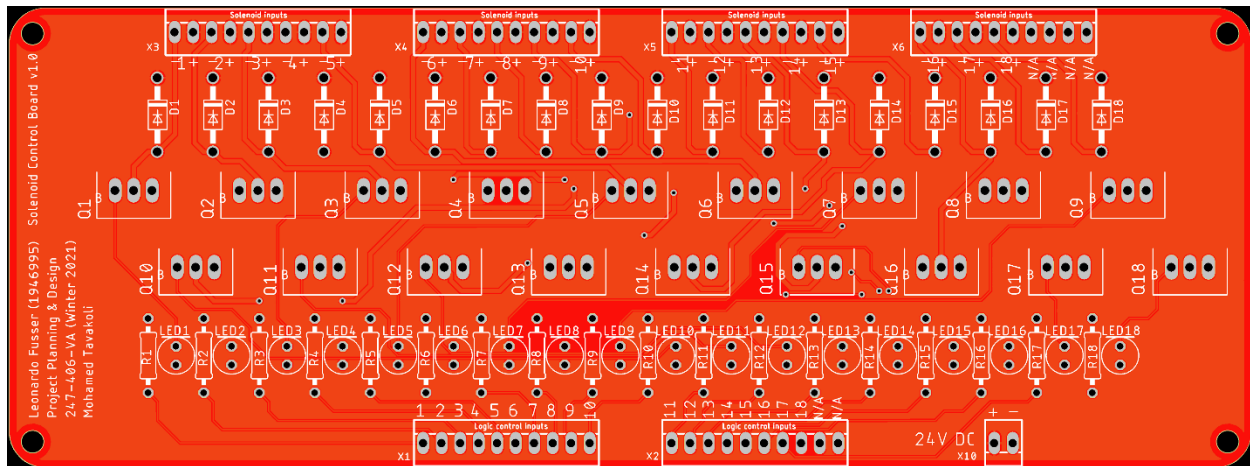 Solenoid inputs
Solenoid inputs
Solenoid inputs
Solenoid inputs
X3
X4
X5
X6
-1+ -2+ -3+ -4+ -5+
-6+ -7+ -8+ -9+ 10+
11+ 12+ 13+ 14+ 15+
16+ 17+ 18+ N/A N/A N/A N/A
D1 D2 D3 D4 D5 D6 D7 D8 D9 D10 D11 D12 D13 D14 D15 D16 D17 D18
Solenoid Control Board v1.0
B B B B B B B B B
Q1 Q2 Q3 Q4 Q5 Q6 Q7 Q8 Q9
B B B B B B B B B
Q10 Q11 Q12 Q13 Q14 Q15 Q16 Q17 Q18
LED1 LED2 LED3 LED4 LED5 LED6 LED7 LED8 LED9 LED10 LED11 LED12 LED13 LED14 LED15 LED16 LED17 LED18
R1 R2 R3 R4 R5 R6 R7 R8 R9 R10 R11 R12 R13 R14 R15 R16 R17 R18
Leonardo Fusser (1946995)
Project Planning & Design
247-406-VA (Winter 2021)
Mohamed Tavakoli
1 2 3 4 5 6 7 8 9 10
11 12 13 14 15 16 17 18 N/A N/A
+ -
Logic control inputs
Logic control inputs
24V DC
X1
X2
X10